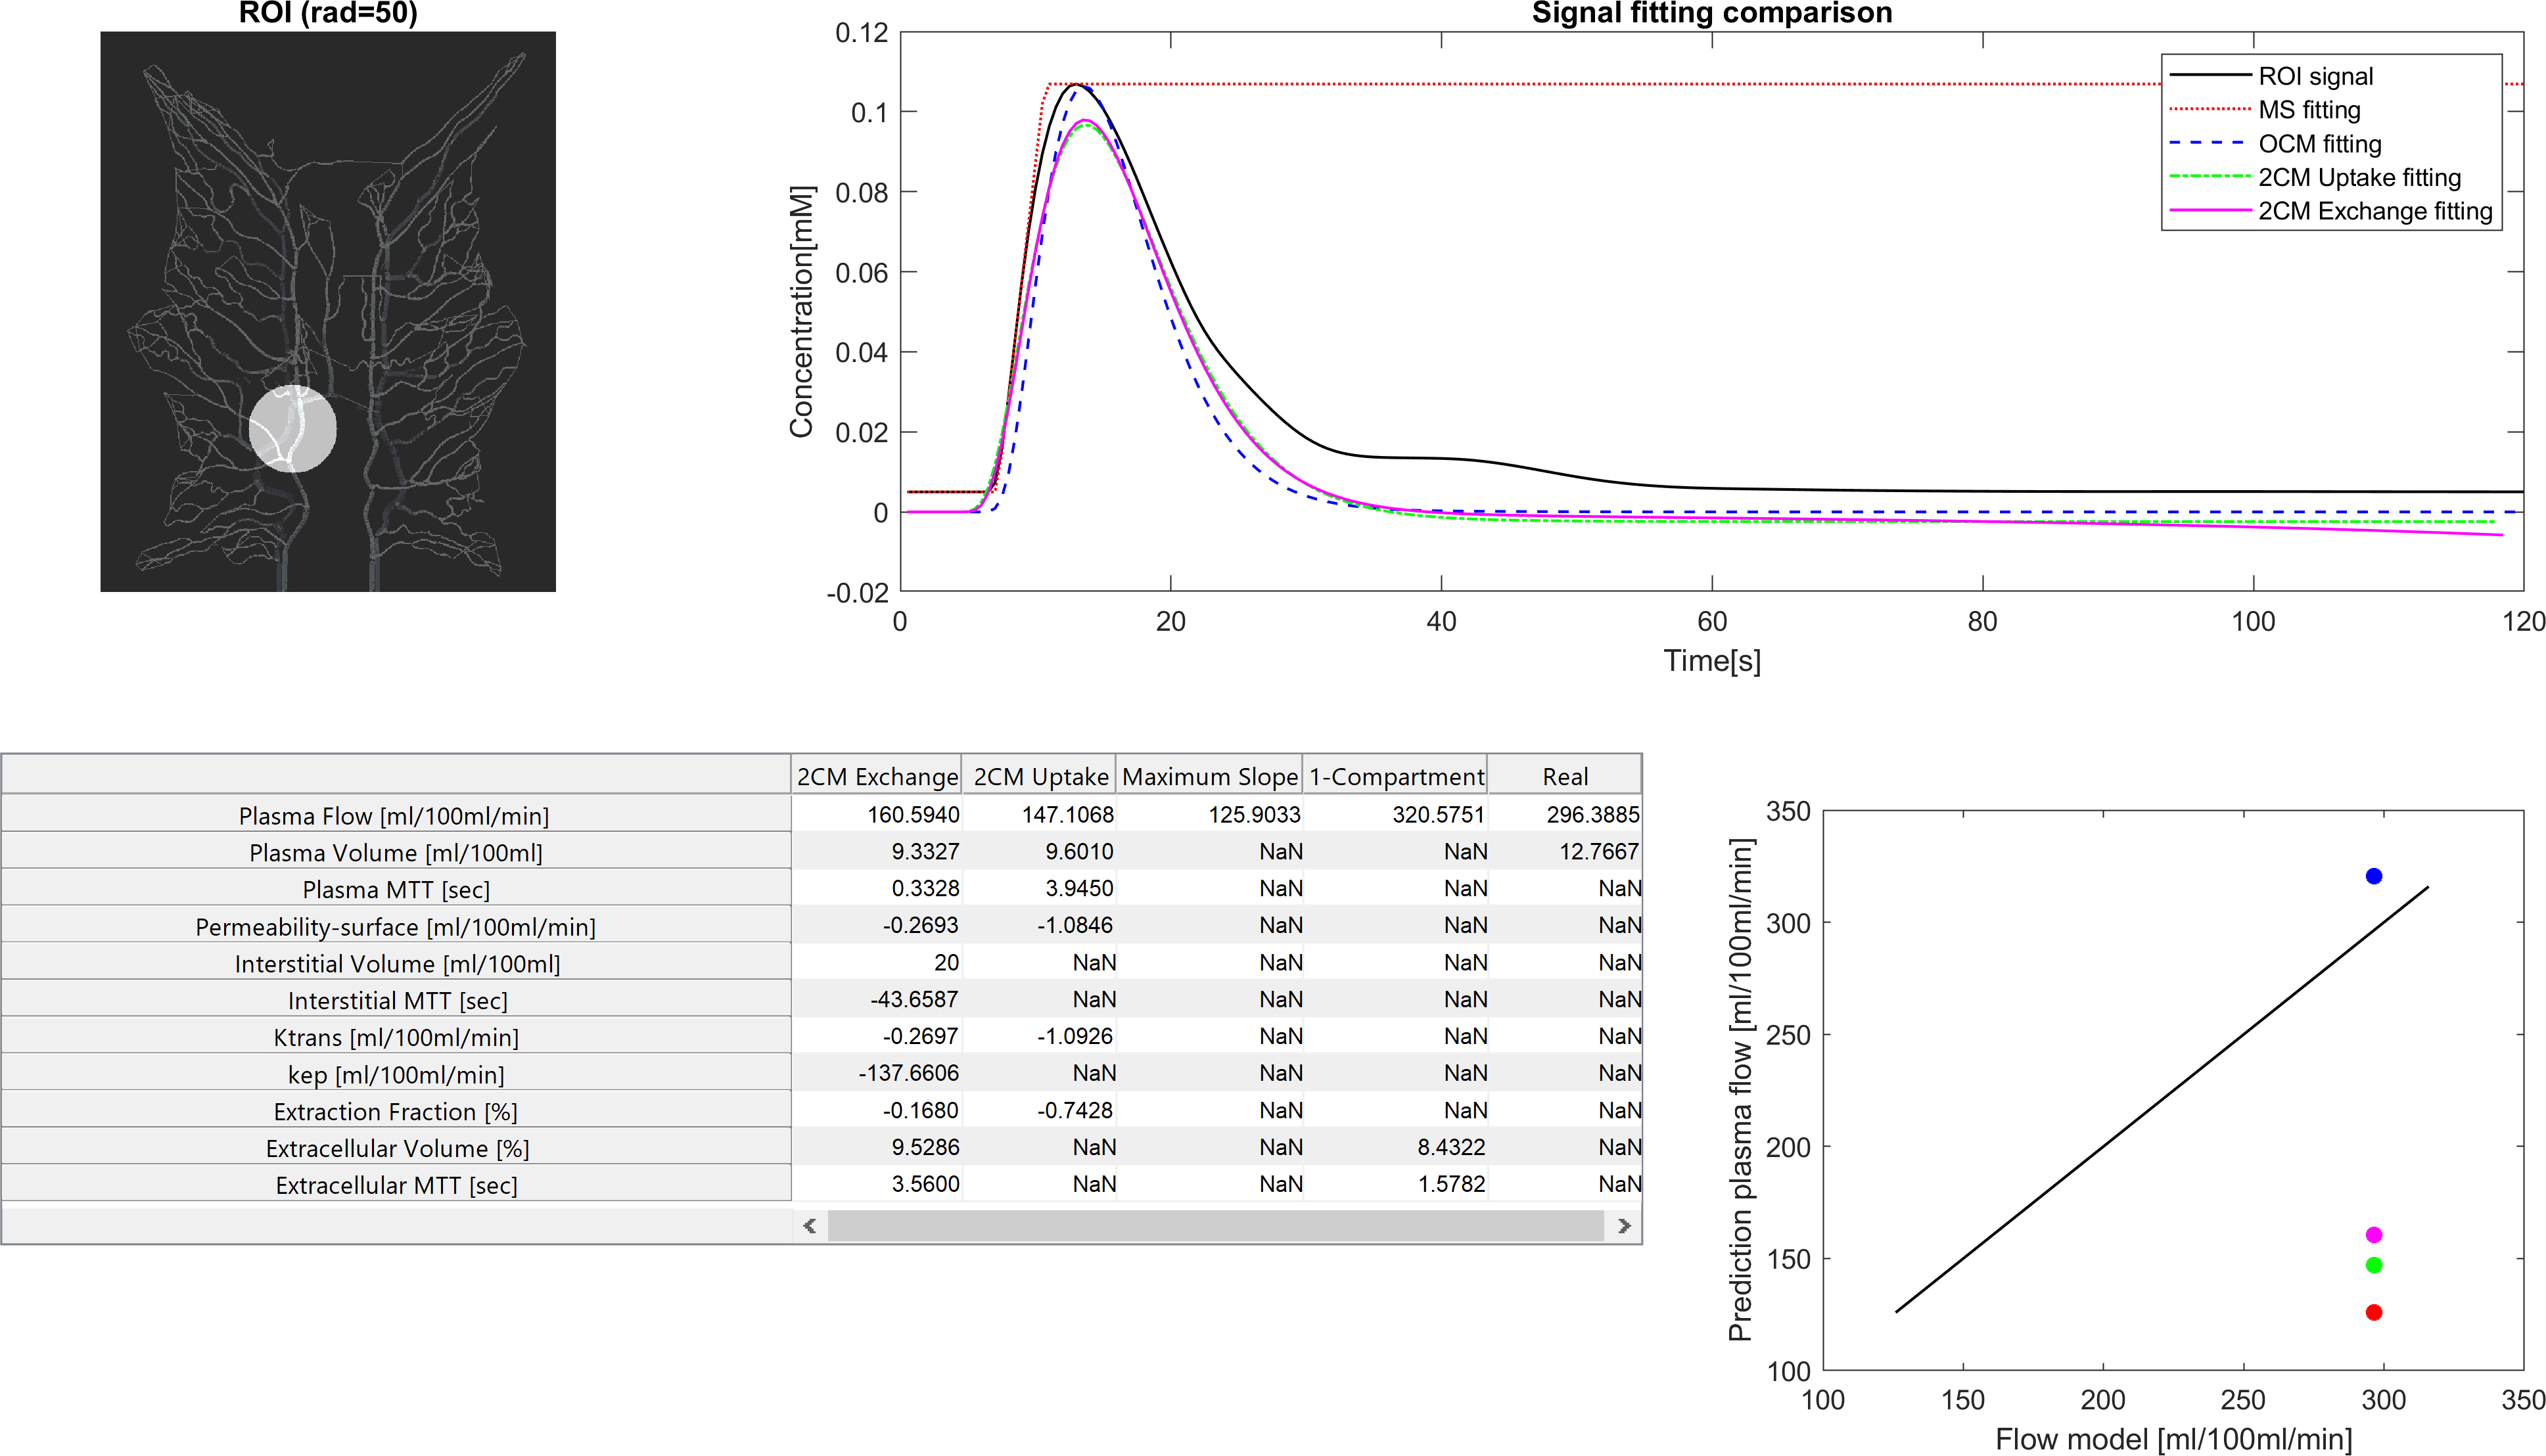 ROI (rad=50)
Signal fitting comparison
0.12
0.1
0.08
0.06
0.04
0.02
0
-0.02
Concentration[mM]
0 20 40 60 80 100 120
Time[s]
ROI signal
MS fitting
OCM fitting
2CM Uptake fitting
2CM Exchange fitting
2CM Exchange 2CM Uptake Maximum Slope 1-Compartment Real
Plasma Flow [ml/100ml/min] 160.5940 147.1068 125.9033 320.5751 296.3885
Plasma Volume [ml/100ml] 9.3327 9.6010 NaN NaN 12.7667
Plasma MTT [sec] 0.3328 3.9450 NaN NaN NaN
Permeability-surface [ml/100ml/min] -0.2693 -1.0846 NaN NaN NaN
Interstitial Volume [ml/100ml] 20 NaN NaN NaN NaN
Interstitial MTT [sec] -43.6587 NaN NaN NaN NaN
Ktrans [ml/100ml/min] -0.2697 -1.0926 NaN NaN NaN
kep [ml/100ml/min] -137.6606 NaN NaN NaN NaN
Extraction Fraction [%] -0.1680 -0.7428 NaN NaN NaN
Extracellular Volume [%] 9.5286 NaN NaN 8.4322 NaN
Extracellular MTT [sec] 3.5600 NaN NaN 1.5782 NaN
350
300
250
200
150
100
Prediction plasma flow [ml/100ml/min]
100 150 200 250 300 350
Flow model [ml/100ml/min]